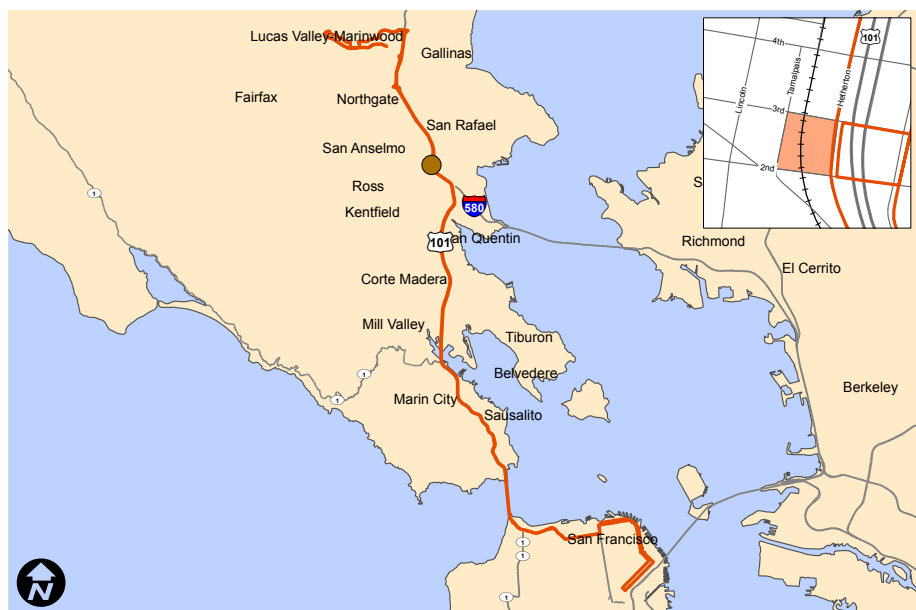 Lucas Valley-Marinwood
Gallinas
Fairfax
Northgate
San Rafael
San Anselmo
Ross
Kentfield
580
101
an Quentin
Corte Madera
Mill Valley
Tiburon
Belvedere
Marin City
Sausalito
San Francisco
Richmond
El Cerrito
Berkeley
S
1
1
1
1
1
1
N
4th
101
Tamalpais
Hetherton
Lincoln
3rd
2nd